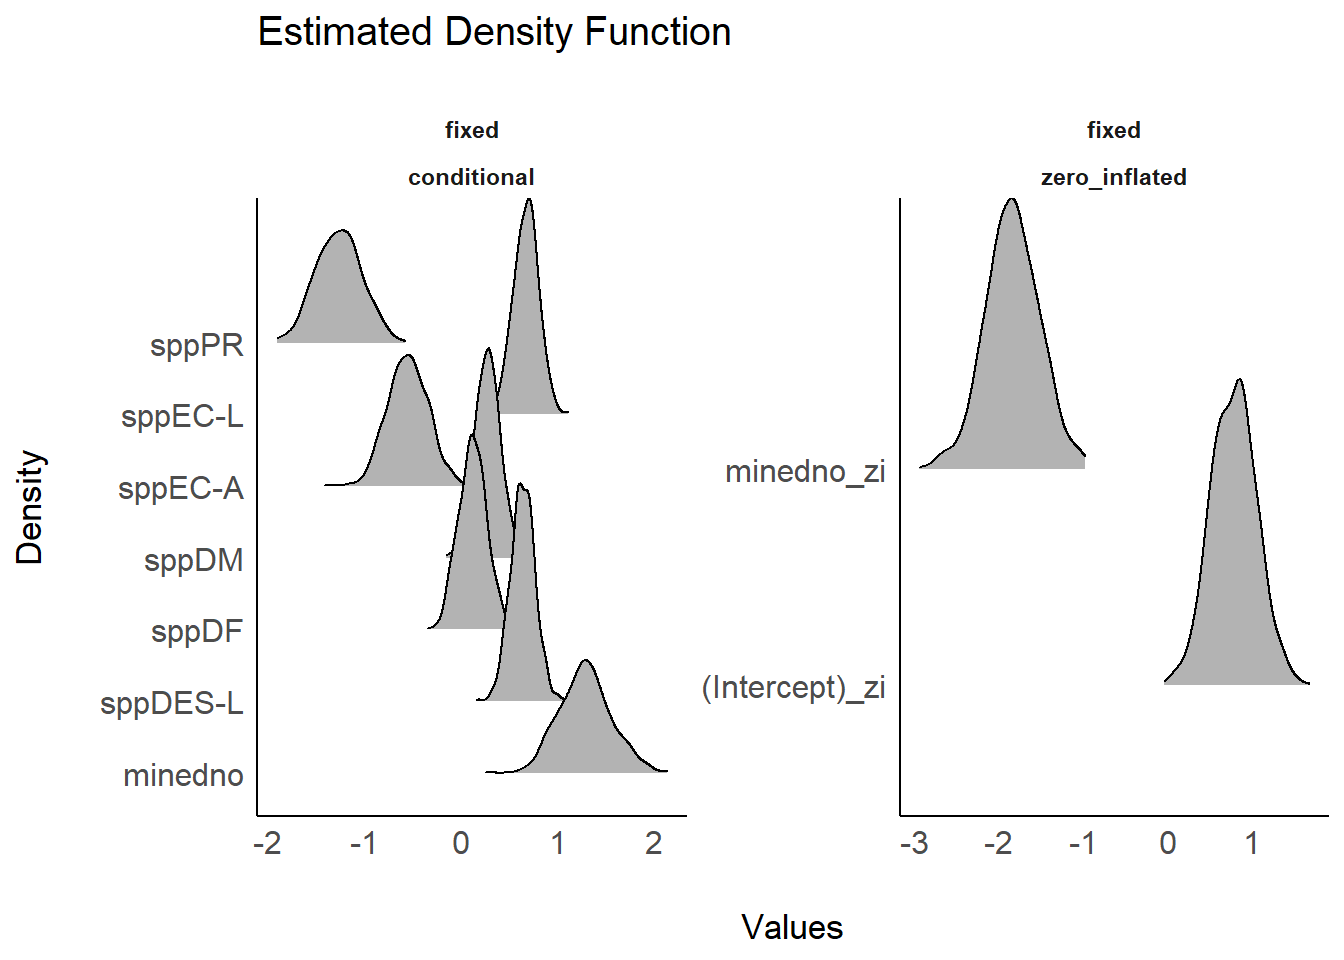 Estimated Density Function
fixed
conditional
fixed
zero_inflated
Density
sppPR
sppEC-L
sppEC-A
sppDM
sppDF
sppDES-L
minedno
-2 -1 0 1 2
minedno_zi
(Intercept)_zi
-3 -2 -1 0 1
Values